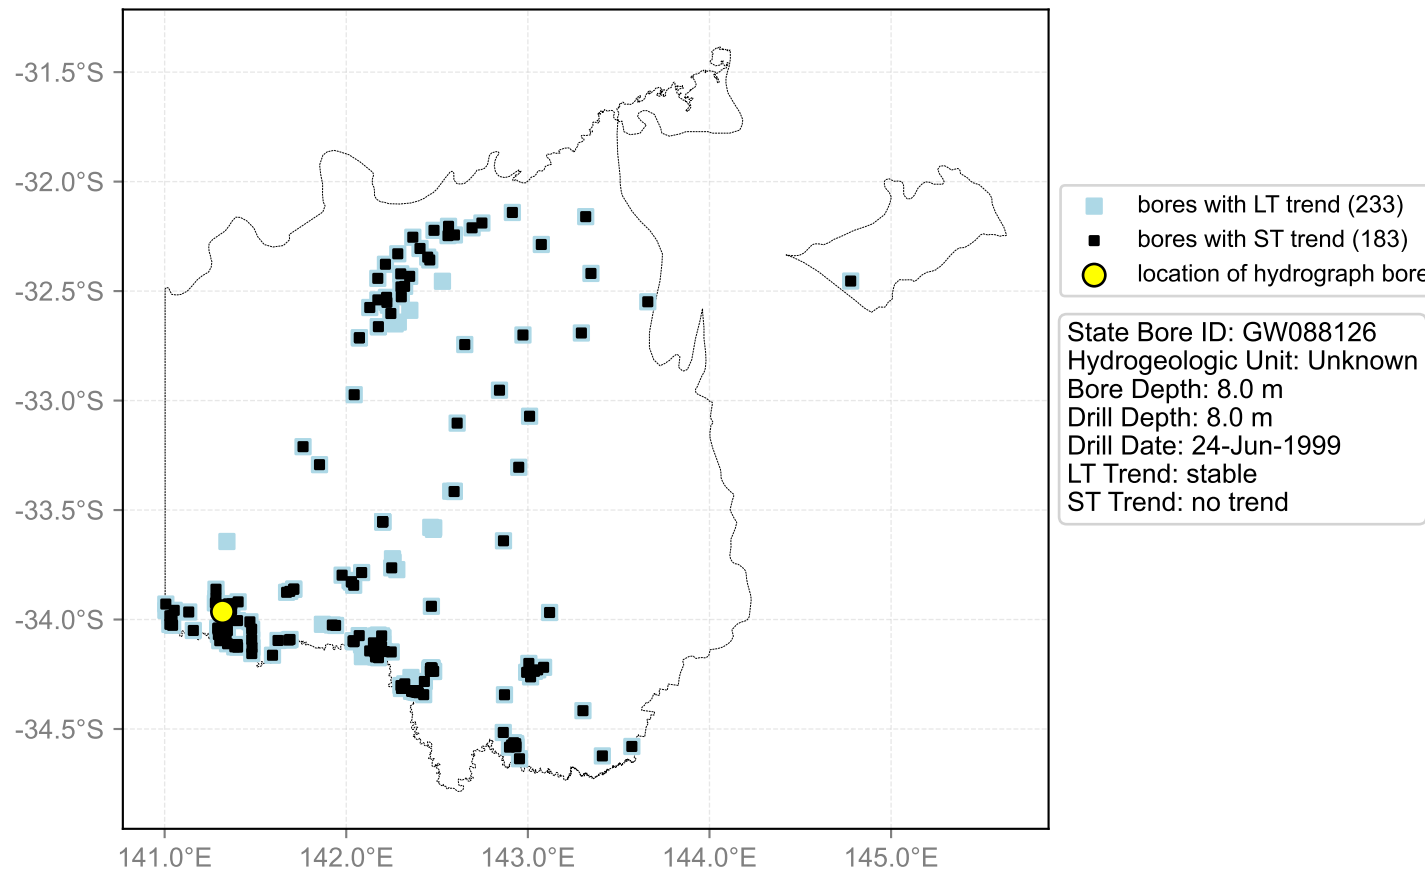 -31.5°S
-32.0°S
-32.5°S
-33.0°S
-33.5°S
-34.0°S
-34.5°S
141.0°E
142.0°E
143.0°E
144.0°E
145.0°E
bores with LT trend (233)
bores with ST trend (183)
location of hydrograph bore
State Bore ID: GW088126
Hydrogeologic Unit: Unknown
Bore Depth: 8.0 m
Drill Depth: 8.0 m
Drill Date: 24-Jun-1999
LT Trend: stable
ST Trend: no trend